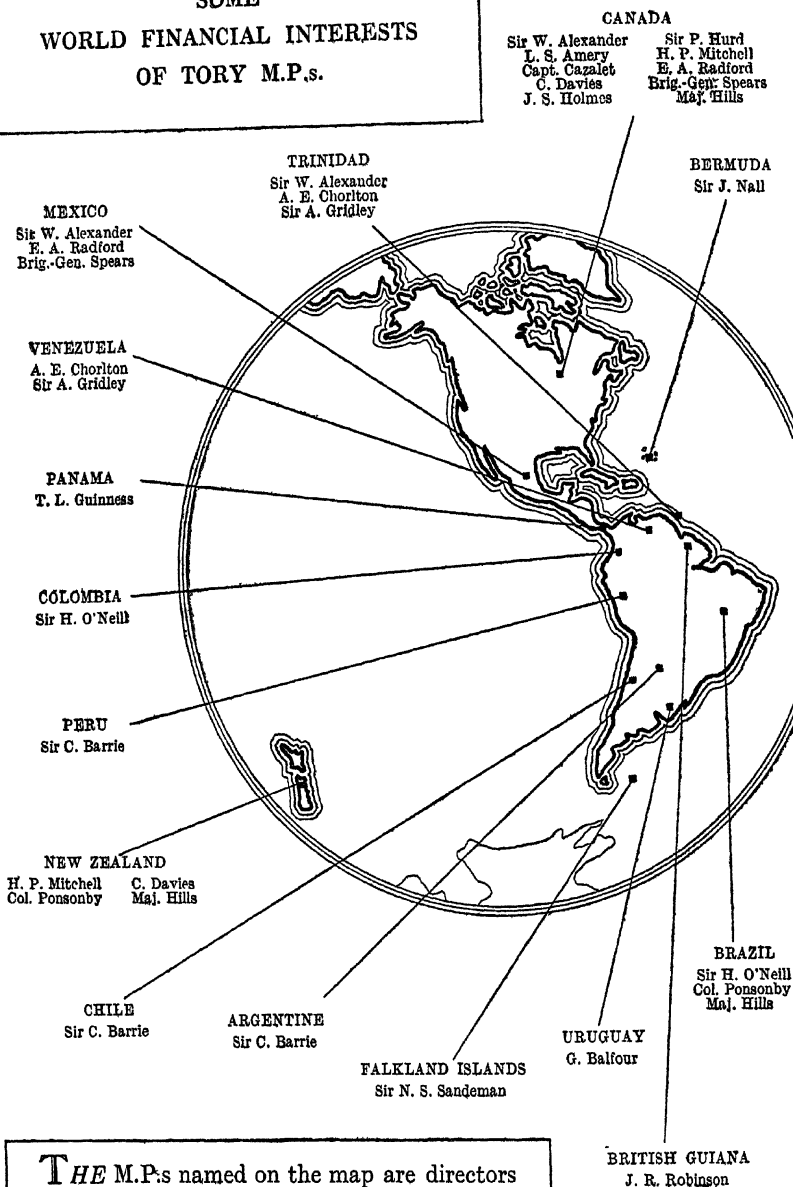 SOME
WORLD FINANCIAL INTERESTS
OF TORY M.P.s.
CANADA
Sir W. Alexander
L. S. Amery
Capt. Cazalet
C. Davies
J. S. Holmes
Sir P. Hurd
H. P. Mitchell
E. A. Radford
Brig.-Gen. Spears
Maj. Hills
TRINIDAD
Sir W. Alexander
A. E. Chorlton
Sir A. Gridley
BERMUDA
Sir J. Nall
MEXICO
Sir W. Alexander
E. A. Radford
Brig.-Gen. Spears
VENEZUELA
A. E. Chorlton
Sir A. Gridley
PANAMA
T. L. Guinness
COLOMBIA
Sir H. O'Neill
PERU
Sir C. Barrie
NEW ZEALAND
H. P. Mitchell
Col. Ponsonby
C. Davies
Maj. Hills
BRAZIL
Sir H. O'Neill
Col. Ponsonby
Maj. Hills
CHILE
Sir C. Barrie
ARGENTINE
Sir C. Barrie
URUGUAY
G. Balfour
FALKLAND ISLANDS
Sir N. S. Sandeman
BRITISH GUIANA
J. R. Robinson
THE M.P.s named on the map are directors